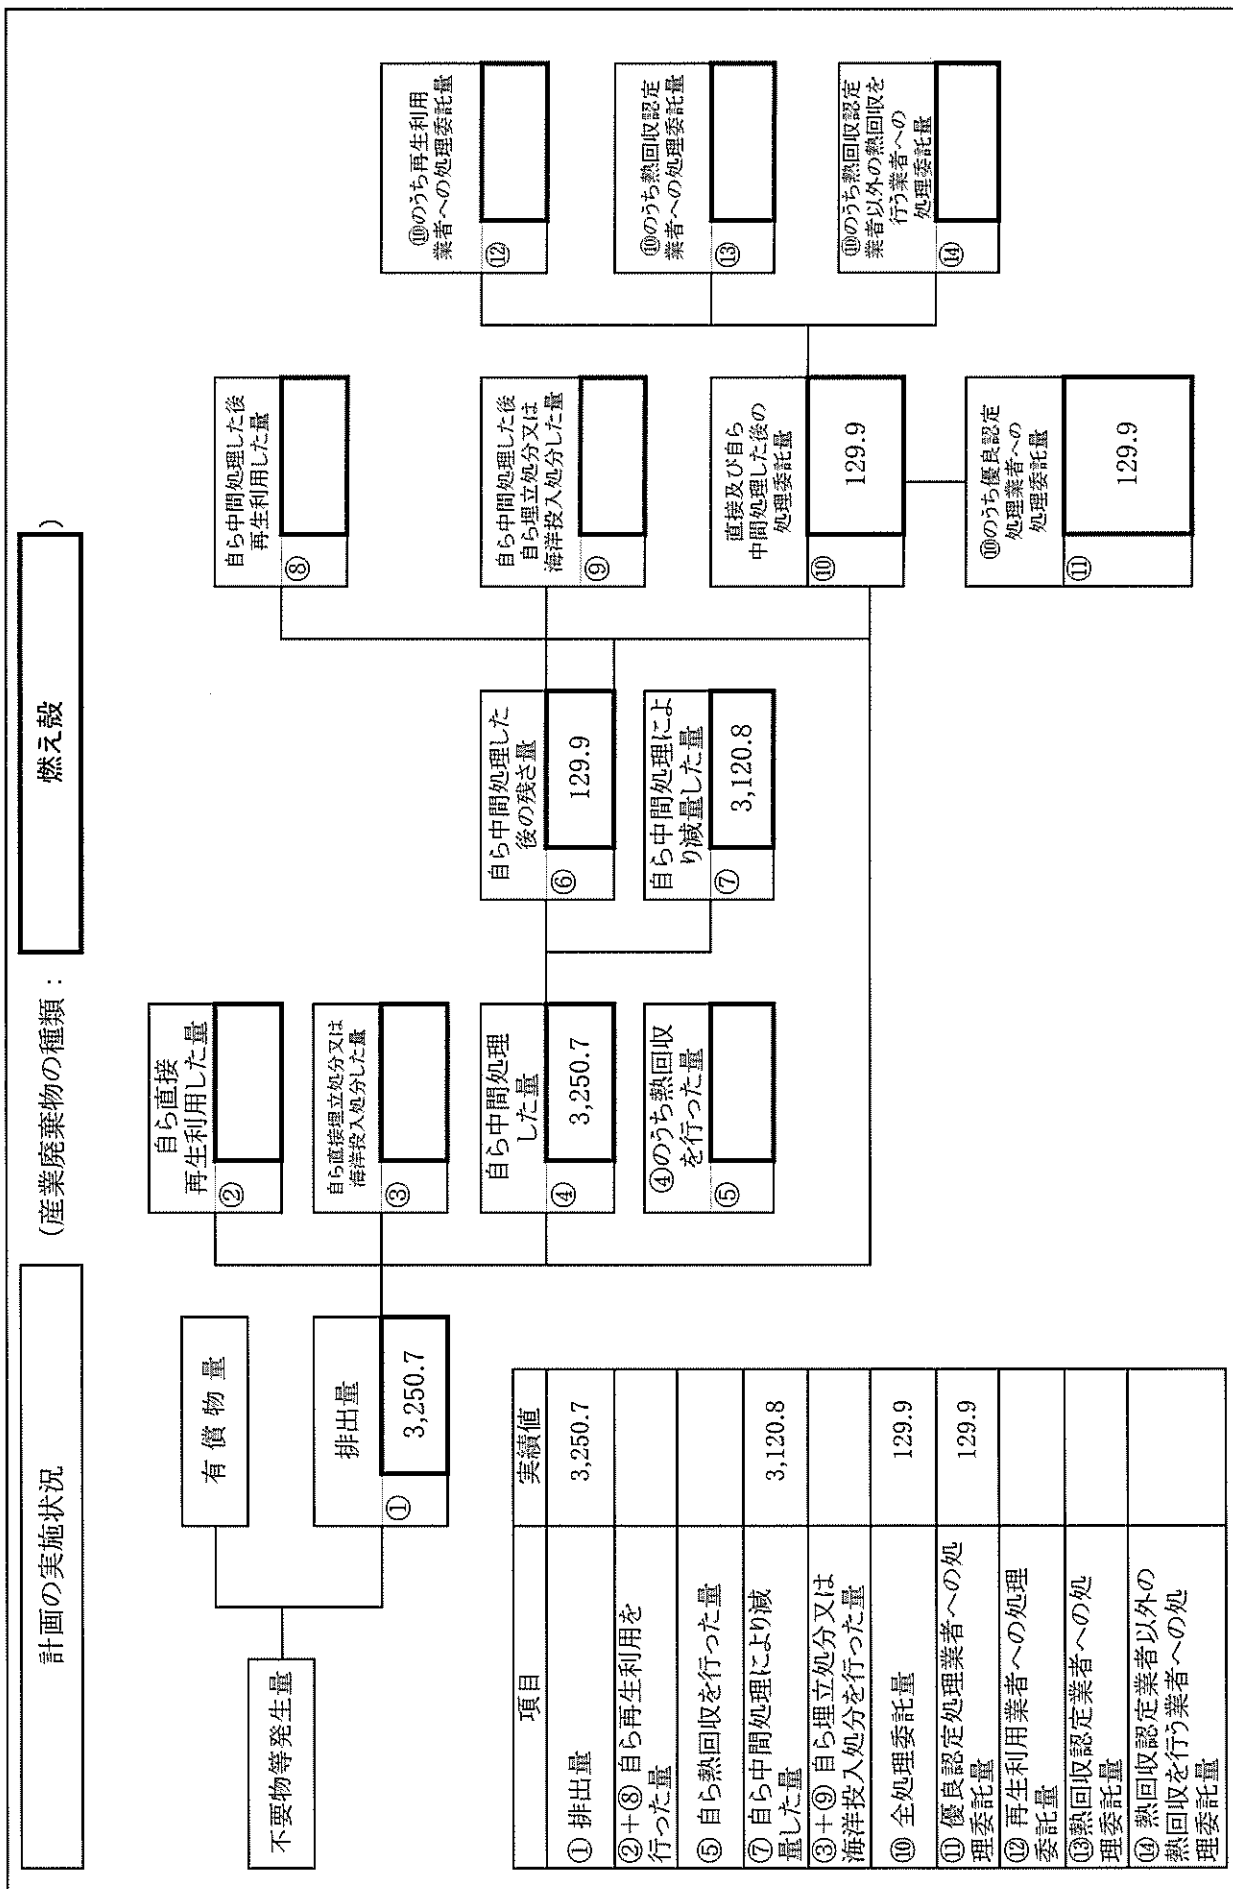 計画の実施状況
(産業廃棄物の種類:
燃え殻
)
不要物等発生量
有償物量
排出量
①
3,250.7
自ら直接
再生利用した量
②
自ら直接埋立処分又は
海洋投入処分した量
③
自ら中間処理
した量
④
3,250.7
④のうち熱回収
を行った量
⑤
自ら中間処理した
後の残さ量
⑥
129.9
自ら中間処理によ
り減量した量
⑦
3,120.8
自ら中間処理した後
再生利用した量
⑧
自ら中間処理した後
自ら埋立処分又は
海洋投入処分した量
⑨
直接及び自ら
中間処理した後の
処理委託量
⑩
129.9
⑩のうち優良認定
処理業者への
処理委託量
⑪
129.9
⑩のうち再生利用
業者への処理委託量
⑫
⑩のうち熱回収認定
業者への処理委託量
⑬
⑩のうち熱回収認定
業者以外の熱回収を
行う業者への
処理委託量
⑭
項目 実績値
① 排出量 3,250.7
②+⑧ 自ら再生利用を
行った量
⑤ 自ら熱回収を行った量
⑦ 自ら中間処理により減
量した量 3,120.8
③+⑨ 自ら埋立処分又は
海洋投入処分を行った量
⑩ 全処理委託量 129.9
⑪ 優良認定処理業者への処
理委託量 129.9
⑫ 再生利用業者への処理
委託量
⑬熱回収認定業者への処
理委託量
⑭ 熱回収認定業者以外の
熱回収を行う業者への処
理委託量